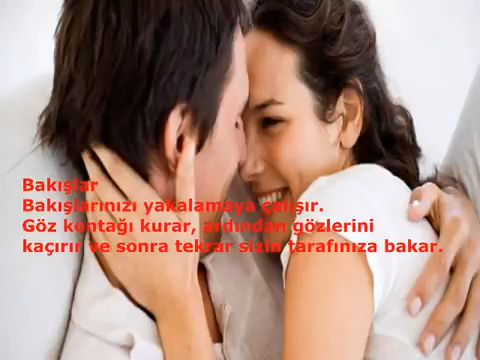 Bakışlar
Bakışlarınızı yakalamaya çalışır.
Göz kontağı kurar, ardından gözlerini
kaçırır ve sonra tekrar sizin tarafınıza bakar.